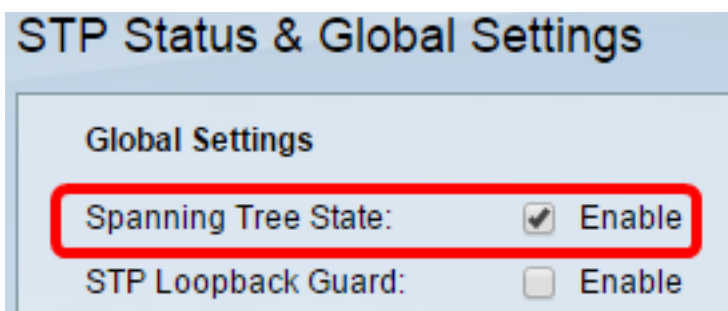 STP Status & Global Settings
Global Settings
Spanning Tree State: Enable
STP Loopback Guard: Enable